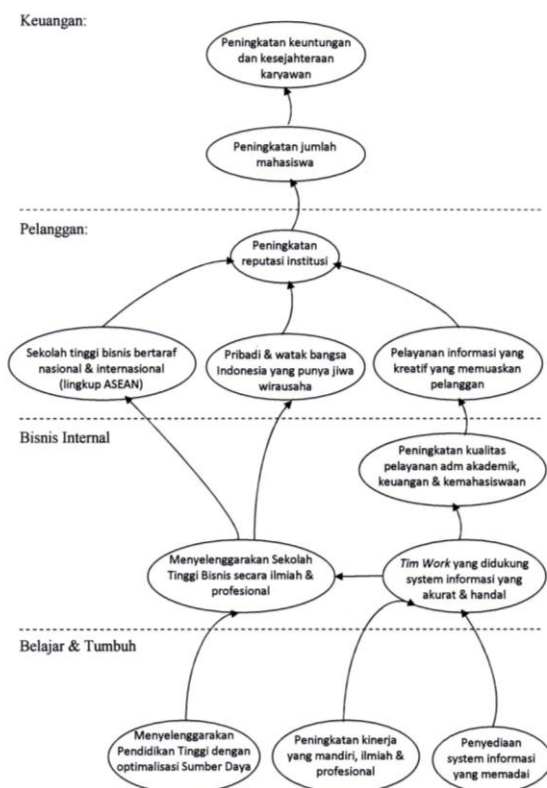 Keuangan:
Peningkatan keuntungan
dan kesejahteraan
karyawan
Peningkatan jumlah
mahasiswa
Pelanggan:
Peningkatan
reputasi institusi
Sekolah tinggi bisnis bertaraf
nasional & internasional
(lingkup ASEAN)
Pribadi & watak bangsa
Indonesia yang punya jiwa
wirausaha
Pelayanan informasi yang
kreatif yang memuaskan
pelanggan
Bisnis Internal
Peningkatan kualitas
pelayanan adm akademik,
keuangan & kemahasiswaan
Menyelenggarakan Sekolah
Tinggi Bisnis secara ilmiah &
profesional
Tim Work yang didukung
system informasi yang
akurat & handal
Belajar & Tumbuh
Menyelenggarakan
Pendidikan Tinggi dengan
optimalisasi Sumber Daya
Peningkatan kinerja
yang mandiri, ilmiah &
profesional
Penyediaan
system informasi
yang memadai